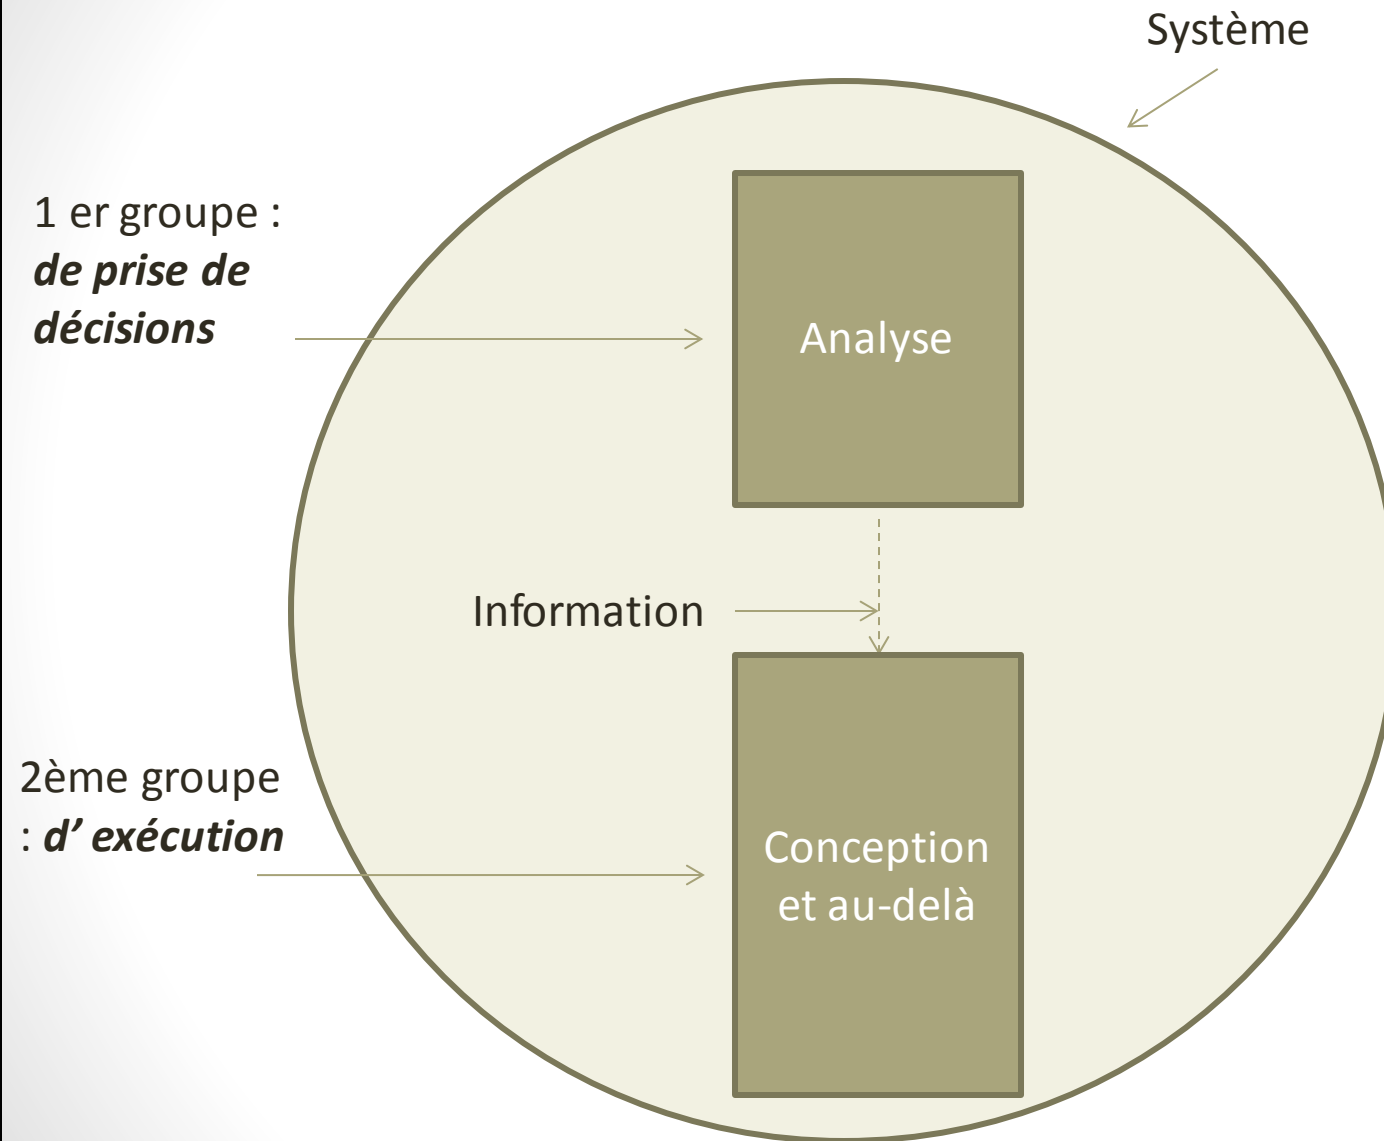 Système
1 er groupe :
de prise de
décisions
Analyse
Information
2ème groupe
: d’ exécution
Conception
et au-delà